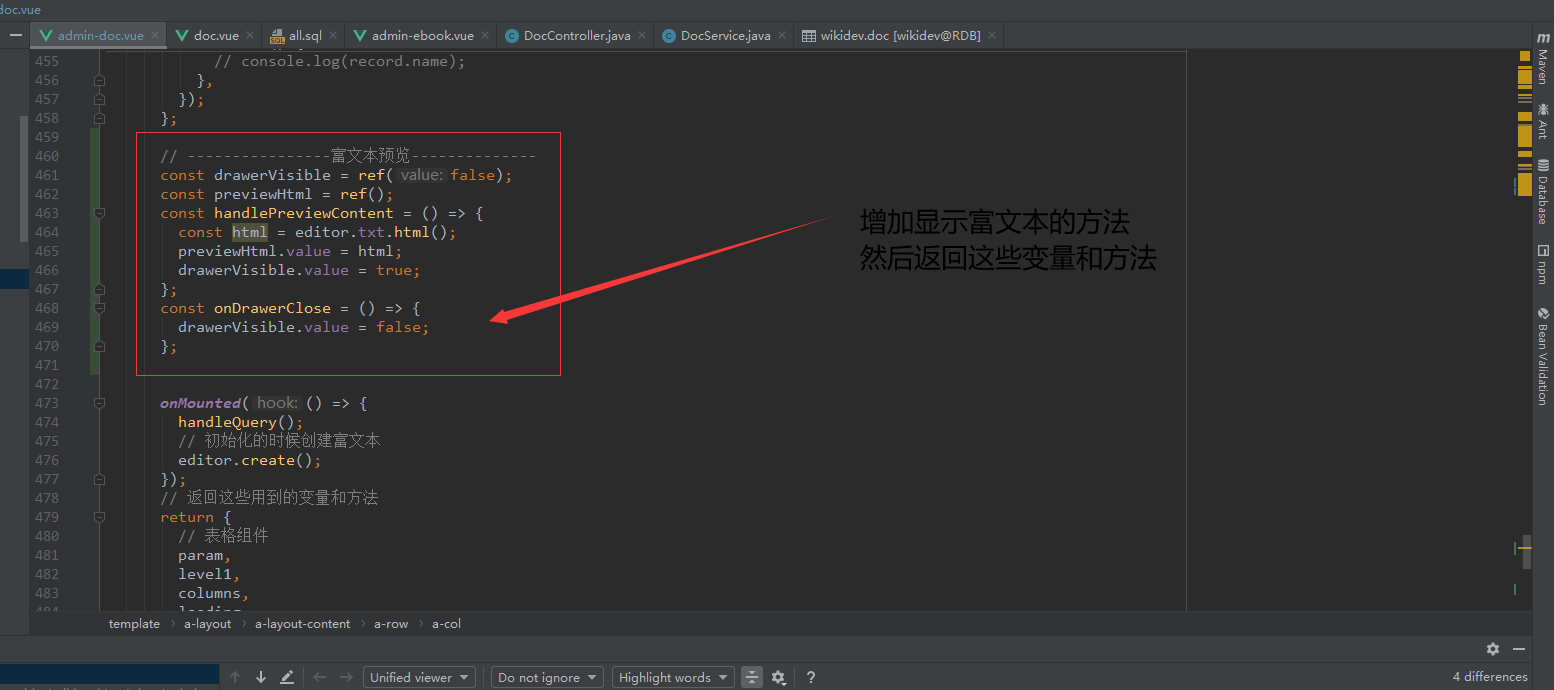 doc.vue
admin-doc.vue
doc.vue
all.sql
admin-ebook.vue
DocController.java
DocService.java
wikidev.doc [wikidev@RDB]
455 // console.log(record.name);
456 },
457 });
458 };
459
460 // ----------------富文本预览--------------
461 const drawerVisible = ref( value: false);
462 const previewHtml = ref();
463 const handlePreviewContent = () => {
464 const html = editor.txt.html();
465 previewHtml.value = html;
466 drawerVisible.value = true;
467 };
468 const onDrawerClose = () => {
469 drawerVisible.value = false;
470 };
471
472
473 onMounted( hook: () => {
474 handleQuery();
475 // 初始化的时候创建富文本
476 editor.create();
477 });
478 // 返回这些用到的变量和方法
479 return {
480 // 表格组件
481 param,
482 level1,
483 columns,
484 loading
增加显示富文本的方法
然后返回这些变量和方法
m Maven
Ant
Database
npm
Bean Validation
template
a-layout
a-layout-content
a-row
a-col
Unified viewer
Do not ignore
Highlight words
?
4 differences